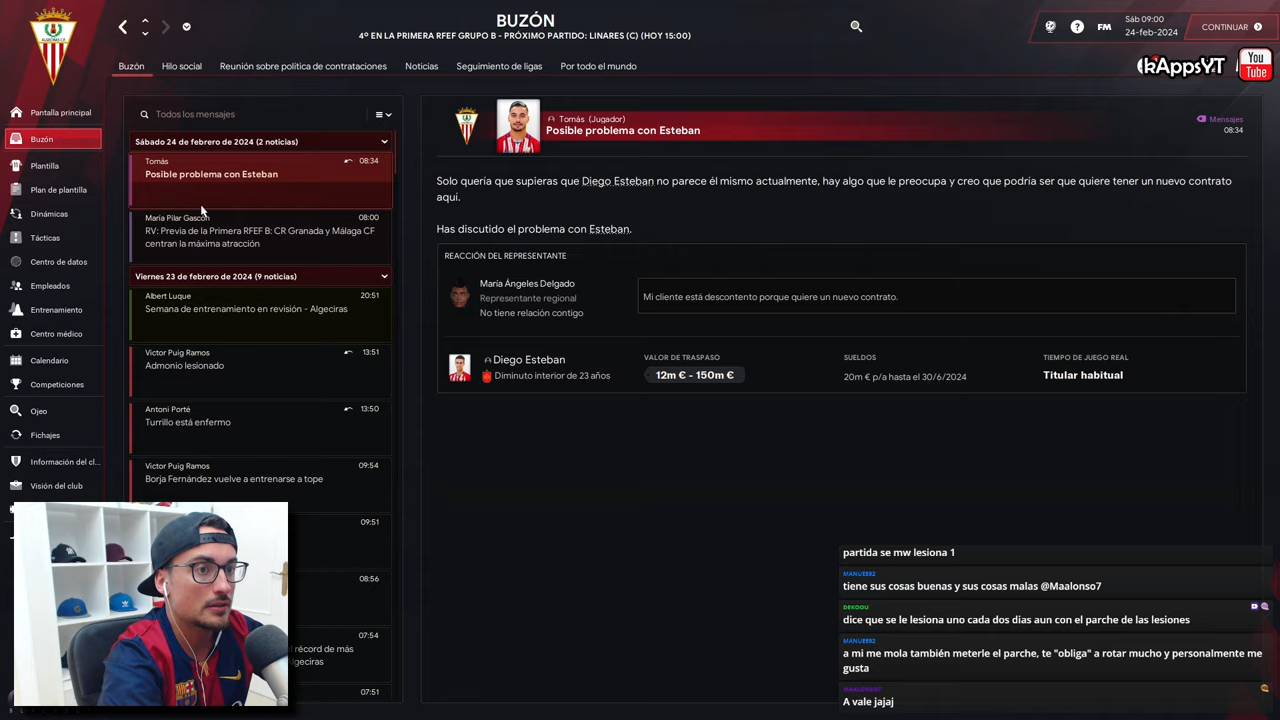 BUZÓN
4º EN LA PRIMERA RFEF GRUPO B - PRÓXIMO PARTIDO: LINARES (C) (HOY 15:00)
FM
Sáb 09:00
24-feb-2024
CONTINUAR
Buzón
Hilo social
Reunión sobre política de contrataciones
Noticias
Seguimiento de ligas
Por todo el mundo
kAppsYT
You
Tube
Pantalla principal
Buzón
Plantilla
Plan de plantilla
Dinámicas
Tácticas
Centro de datos
Empleados
Entrenamiento
Centro médico
Calendario
Competiciones
Ojeo
Fichajes
Información del cl...
Visión del club
Todos los mensajes
Sábado 24 de febrero de 2024 (2 noticias)
Tomás
08:34
Posible problema con Esteban
María Pilar Gascón
08:00
RV: Previa de la Primera RFEF B: CR Granada y Málaga CF
centran la máxima atracción
Viernes 23 de febrero de 2024 (9 noticias)
Albert Luque
20:51
Semana de entrenamiento en revisión - Algeciras
Victor Puig Ramos
13:51
Admonio lesionado
Antoni Porté
13:50
Turrillo está enfermo
Victor Puig Ramos
09:54
Borja Fernández vuelve a entrenarse a tope
09:51
08:56
07:54
l récord de más
lgeciras
07:51
Tomás (Jugador)
Posible problema con Esteban
Mensajes
08:34
Solo quería que supieras que Diego Esteban no parece él mismo actualmente, hay algo que le preocupa y creo que podría ser que quiere tener un nuevo contrato
aquí.
Has discutido el problema con Esteban.
REACCIÓN DEL REPRESENTANTE
María Ángeles Delgado
Representante regional
No tiene relación contigo
Mi cliente está descontento porque quiere un nuevo contrato.
Diego Esteban
Diminuto interior de 23 años
VALOR DE TRASPASO
12m € - 150m €
SUELDOS
20m € p/a hasta el 30/6/2024
TIEMPO DE JUEGO REAL
Titular habitual
partida se mw lesiona 1
MANUEER2
tiene sus cosas buenas y sus cosas malas @Maalonso7
DEKOOU
dice que se le lesiona uno cada dos dias aun con el parche de las lesiones
MANUEER2
a mi me mola también meterle el parche, te "obliga" a rotar mucho y personalmente me
gusta
MAALONSO7
A vale jajaj